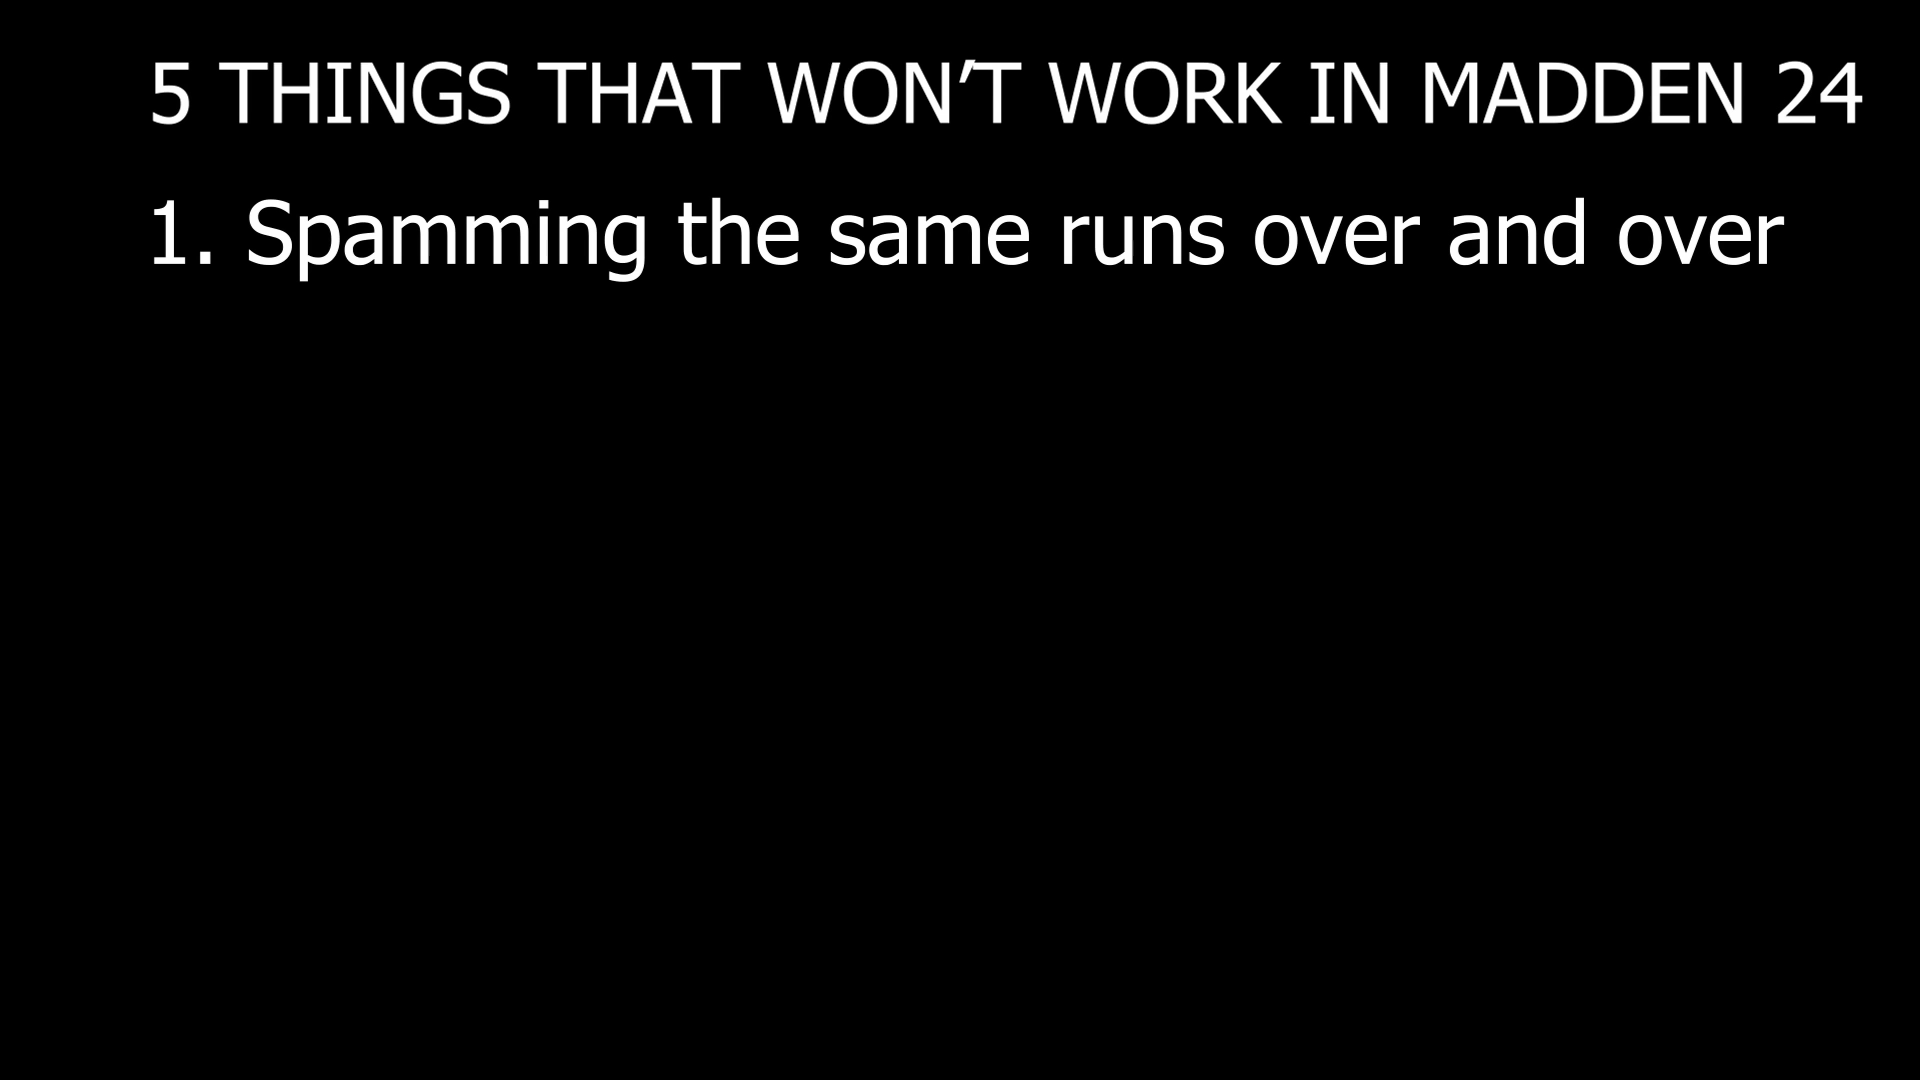 5 THINGS THAT WON’T WORK IN MADDEN 24
1. Spamming the same runs over and over